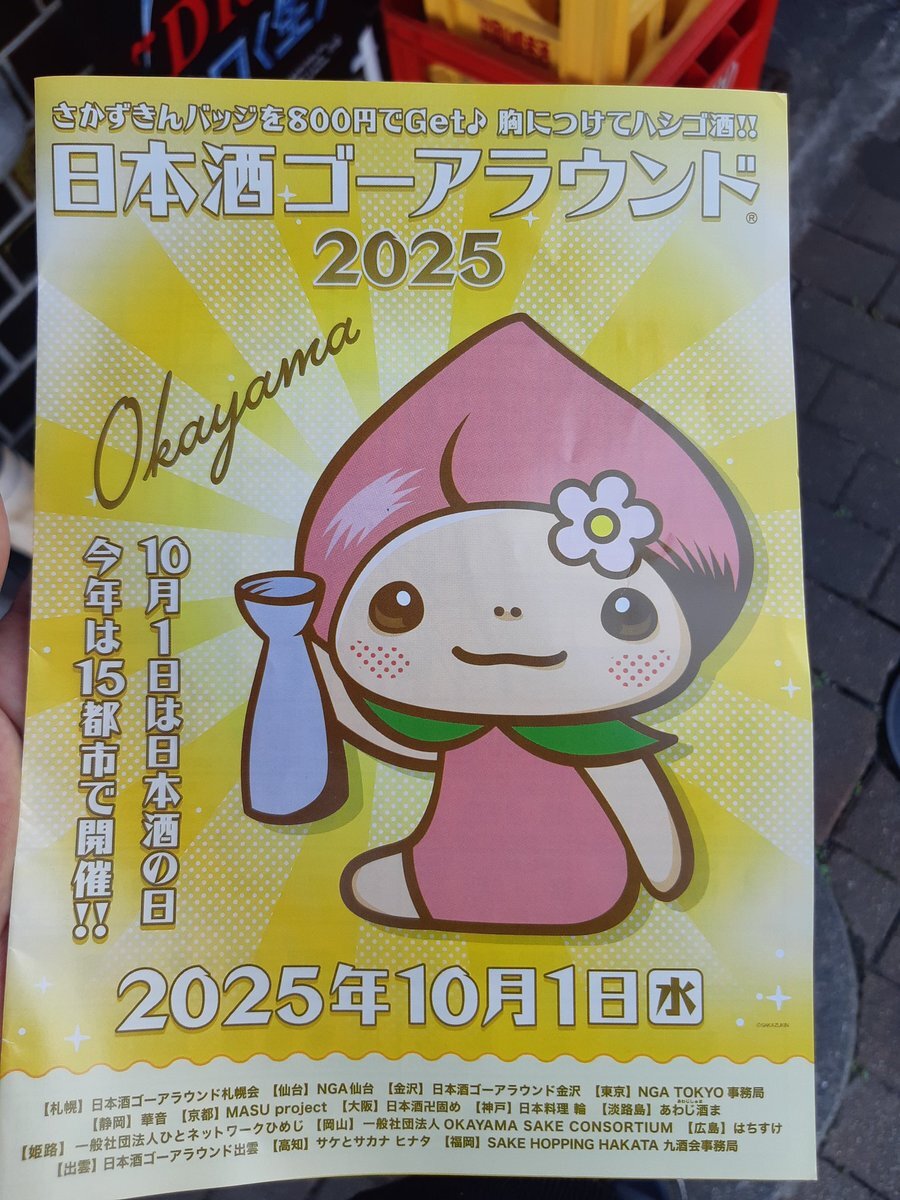 さかずきんバッジを800円でGet♪ 胸につけてハシゴ酒!!
日本酒ゴーアラウンド®
2025
Okayama
10月1日は日本酒の日
今年は15都市で開催!!
2025年10月1日 水
©SAKAZUKIN
【札幌】日本酒ゴーアラウンド札幌会 【仙台】NGA仙台 【金沢】日本酒ゴーアラウンド金沢 【東京】NGA TOKYO事務局
【静岡】華音 【京都】MASU project 【大阪】日本酒卍固め 【神戸】日本料理 輪 【淡路島】あわじ酒ま
【姫路】一般社団法人ひとネットワークひめじ 【岡山】一般社団法人 OKAYAMA SAKE CONSORTIUM 【広島】はちすけ
【出雲】日本酒ゴーアラウンド出雲 【高知】サケとサカナ ヒナタ 【福岡】SAKE HOPPING HAKATA 九酒会事務局